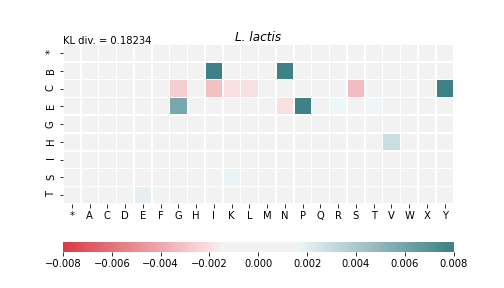 L. lactis
KL div. = 0.18234
*
B
C
E
G
H
I
S
T
* A C D E F G H I K L M N P Q R S T V W X Y
−0.008 −0.006 −0.004 −0.002 0.000 0.002 0.004 0.006 0.008